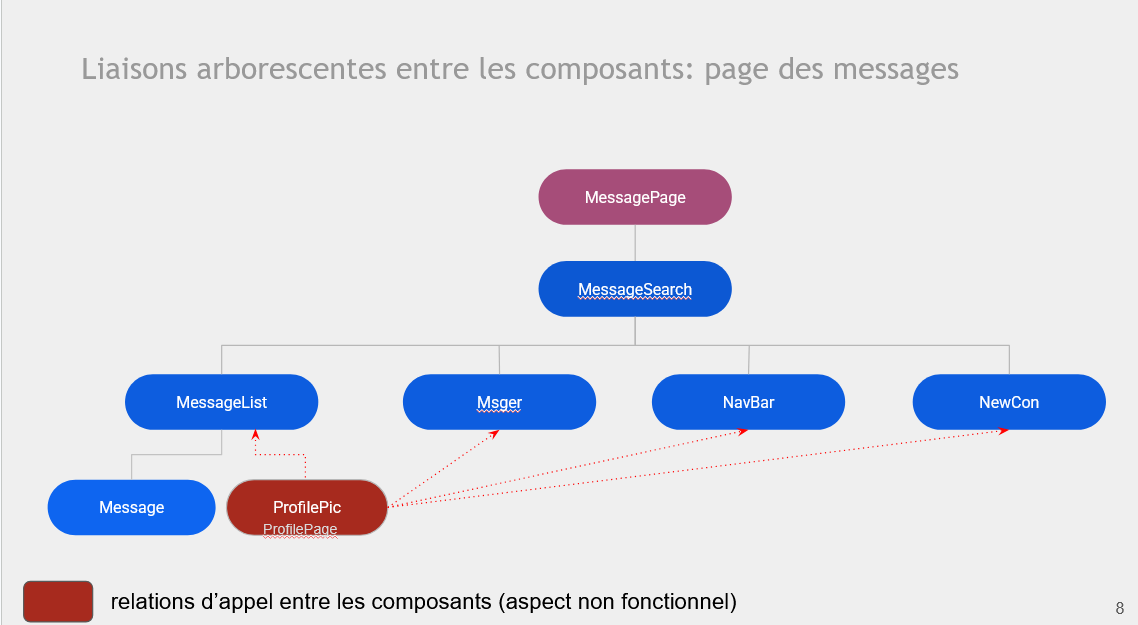 Liaisons arborescentes entre les composants: page des messages
MessagePage
MessageSearch
MessageList
Msger
NavBar
NewCon
Message
ProfilePic
ProfilePage
relations d’appel entre les composants (aspect non fonctionnel)
8